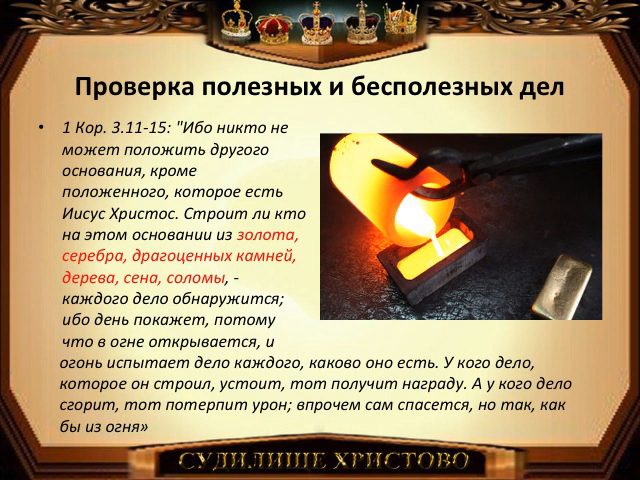 Проверка полезных и бесполезных дел
• 1 Кор. 3.11-15: "Ибо никто не
может положить другого
основания, кроме
положенного, которое есть
Иисус Христос. Строит ли кто
на этом основании из золота,
серебра, драгоценных камней,
дерева, сена, соломы, -
каждого дело обнаружится;
ибо день покажет, потому
что в огне открывается, и
огонь испытает дело каждого, каково оно есть. У кого дело,
которое он строил, устоит, тот получит награду. А у кого дело
сгорит, тот потерпит урон; впрочем сам спасется, но так, как
бы из огня»
СУДИЛИЩЕ ХРИСТОВО